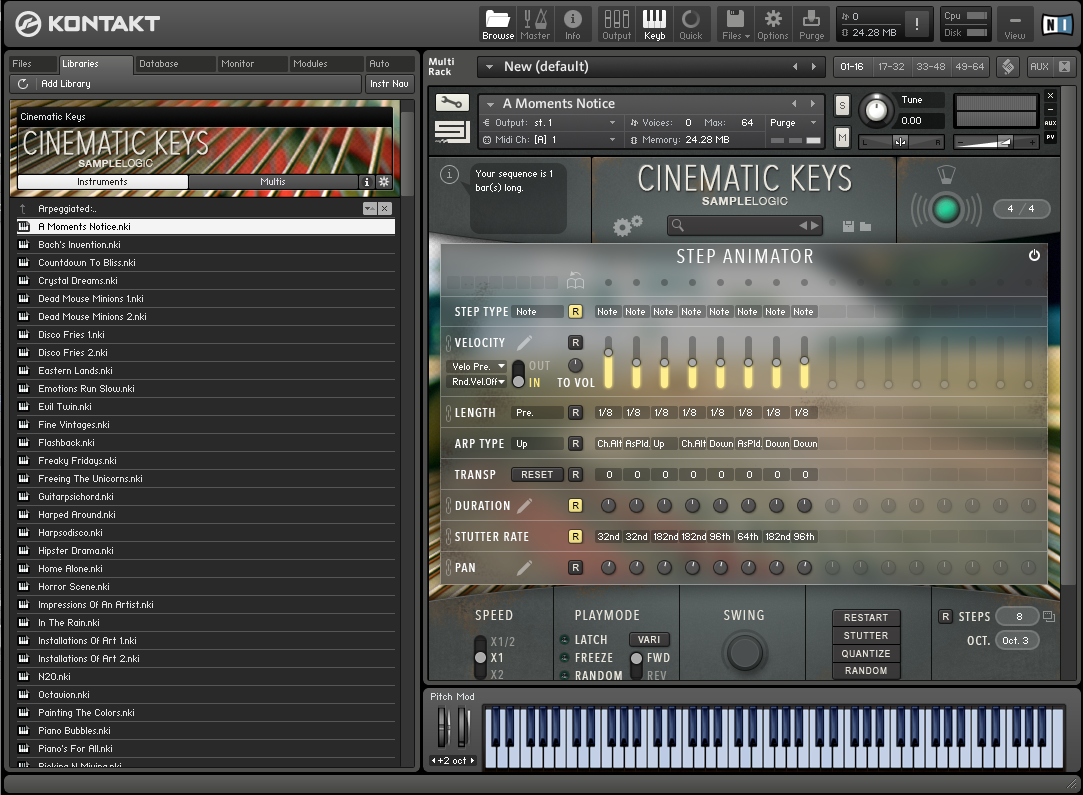 KONTAKT
Browse Master Info Output Keyb Quick Files Options Purge
0
24.28 MB
!
Cpu
Disk
View
NI
Files Libraries Database Monitor Modules Auto
Add Library Instr Nav
Cinematic Keys
CINEMATIC KEYS
SAMPLELOGIC
Instruments Multis i
Arpeggiated:..
A Moments Notice.nki
Bach's Invention.nki
Countdown To Bliss.nki
Crystal Dreams.nki
Dead Mouse Minions 1.nki
Dead Mouse Minions 2.nki
Disco Fries 1.nki
Disco Fries 2.nki
Eastern Lands.nki
Emotions Run Slow.nki
Evil Twin.nki
Fine Vintages.nki
Flashback.nki
Freaky Fridays.nki
Freeing The Unicorns.nki
Guitarpsichord.nki
Harped Around.nki
Harpsodisco.nki
Hipster Drama.nki
Home Alone.nki
Horror Scene.nki
Impressions Of An Artist.nki
In The Rain.nki
Installations Of Art 1.nki
Installations Of Art 2.nki
N2O.nki
Octavion.nki
Painting The Colors.nki
Piano Bubbles.nki
Piano's For All.nki
Picking N Mixing.nki
Multi
Rack
New (default)
01-16 17-32 33-48 49-64 AUX
A Moments Notice
Output: st. 1 Voices: 0 Max: 64 Purge
Midi Ch: [A] 1 Memory: 24.28 MB
S
M
Tune
0.00
L R
- +
AUX
PV
Your sequence is 1
bar(s) long.
CINEMATIC KEYS
SAMPLELOGIC
4 / 4
STEP ANIMATOR
STEP TYPE Note R Note Note Note Note Note Note Note Note
VELOCITY R
Velo Pre. OUT
Rnd.Vel.Off IN TO VOL
LENGTH Pre. R 1/8 1/8 1/8 1/8 1/8 1/8 1/8 1/8
ARP TYPE Up R Ch.Alt AsPld. Up Ch.Alt Down AsPld. Down Down
TRANSP RESET R 0 0 0 0 0 0 0 0
DURATION R
STUTTER RATE R 32nd 32nd 182nd 182nd 96th 64th 182nd 96th
PAN R
SPEED
X1/2
X1
X2
PLAYMODE
LATCH VARI
FREEZE FWD
RANDOM REV
SWING
RESTART
STUTTER
QUANTIZE
RANDOM
R STEPS 8
OCT. Oct. 3
Pitch Mod
+2 oct